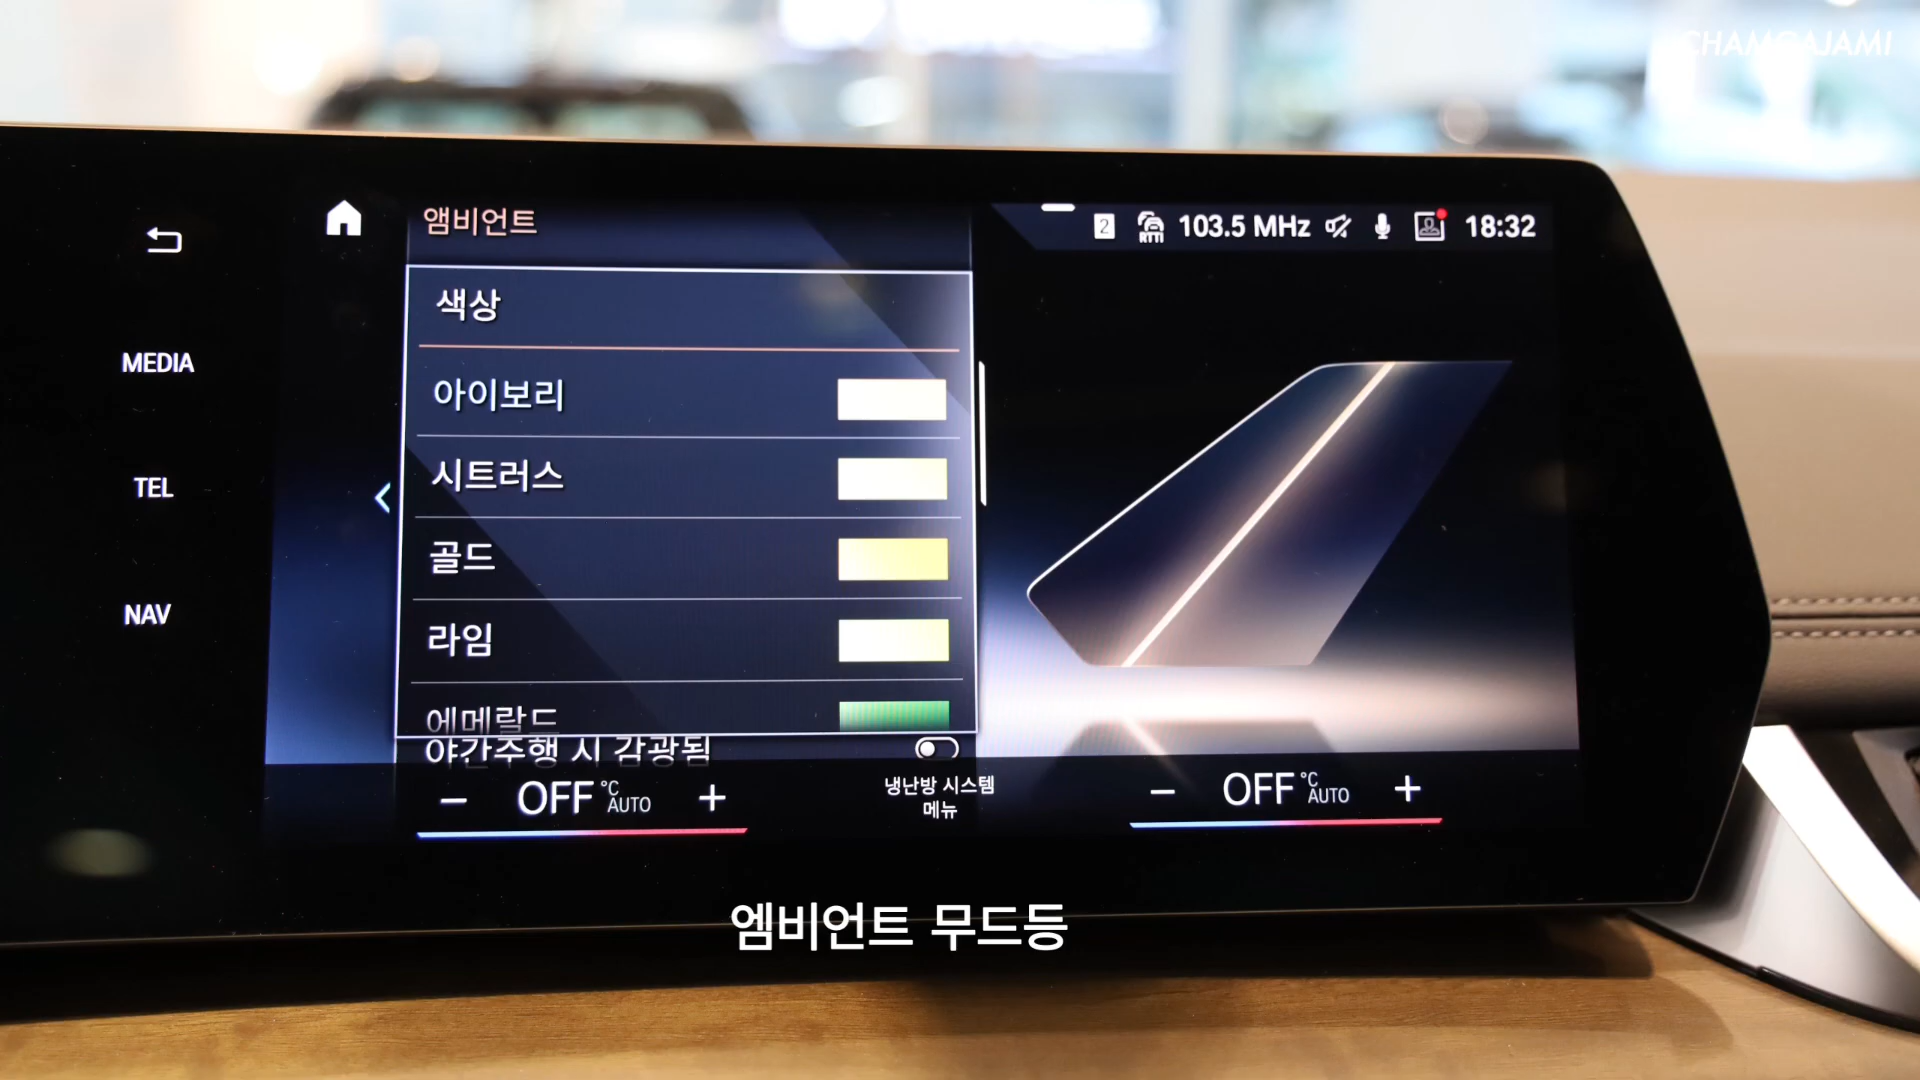 CHAMGAJAMI
앰비언트
2
RTTI
103.5 MHz
18:32
MEDIA
TEL
NAV
색상
아이보리
시트러스
골드
라임
에메랄드
야간주행 시 감광됨
− OFF °C AUTO +
냉난방 시스템
메뉴
− OFF °C AUTO +
엠비언트 무드등